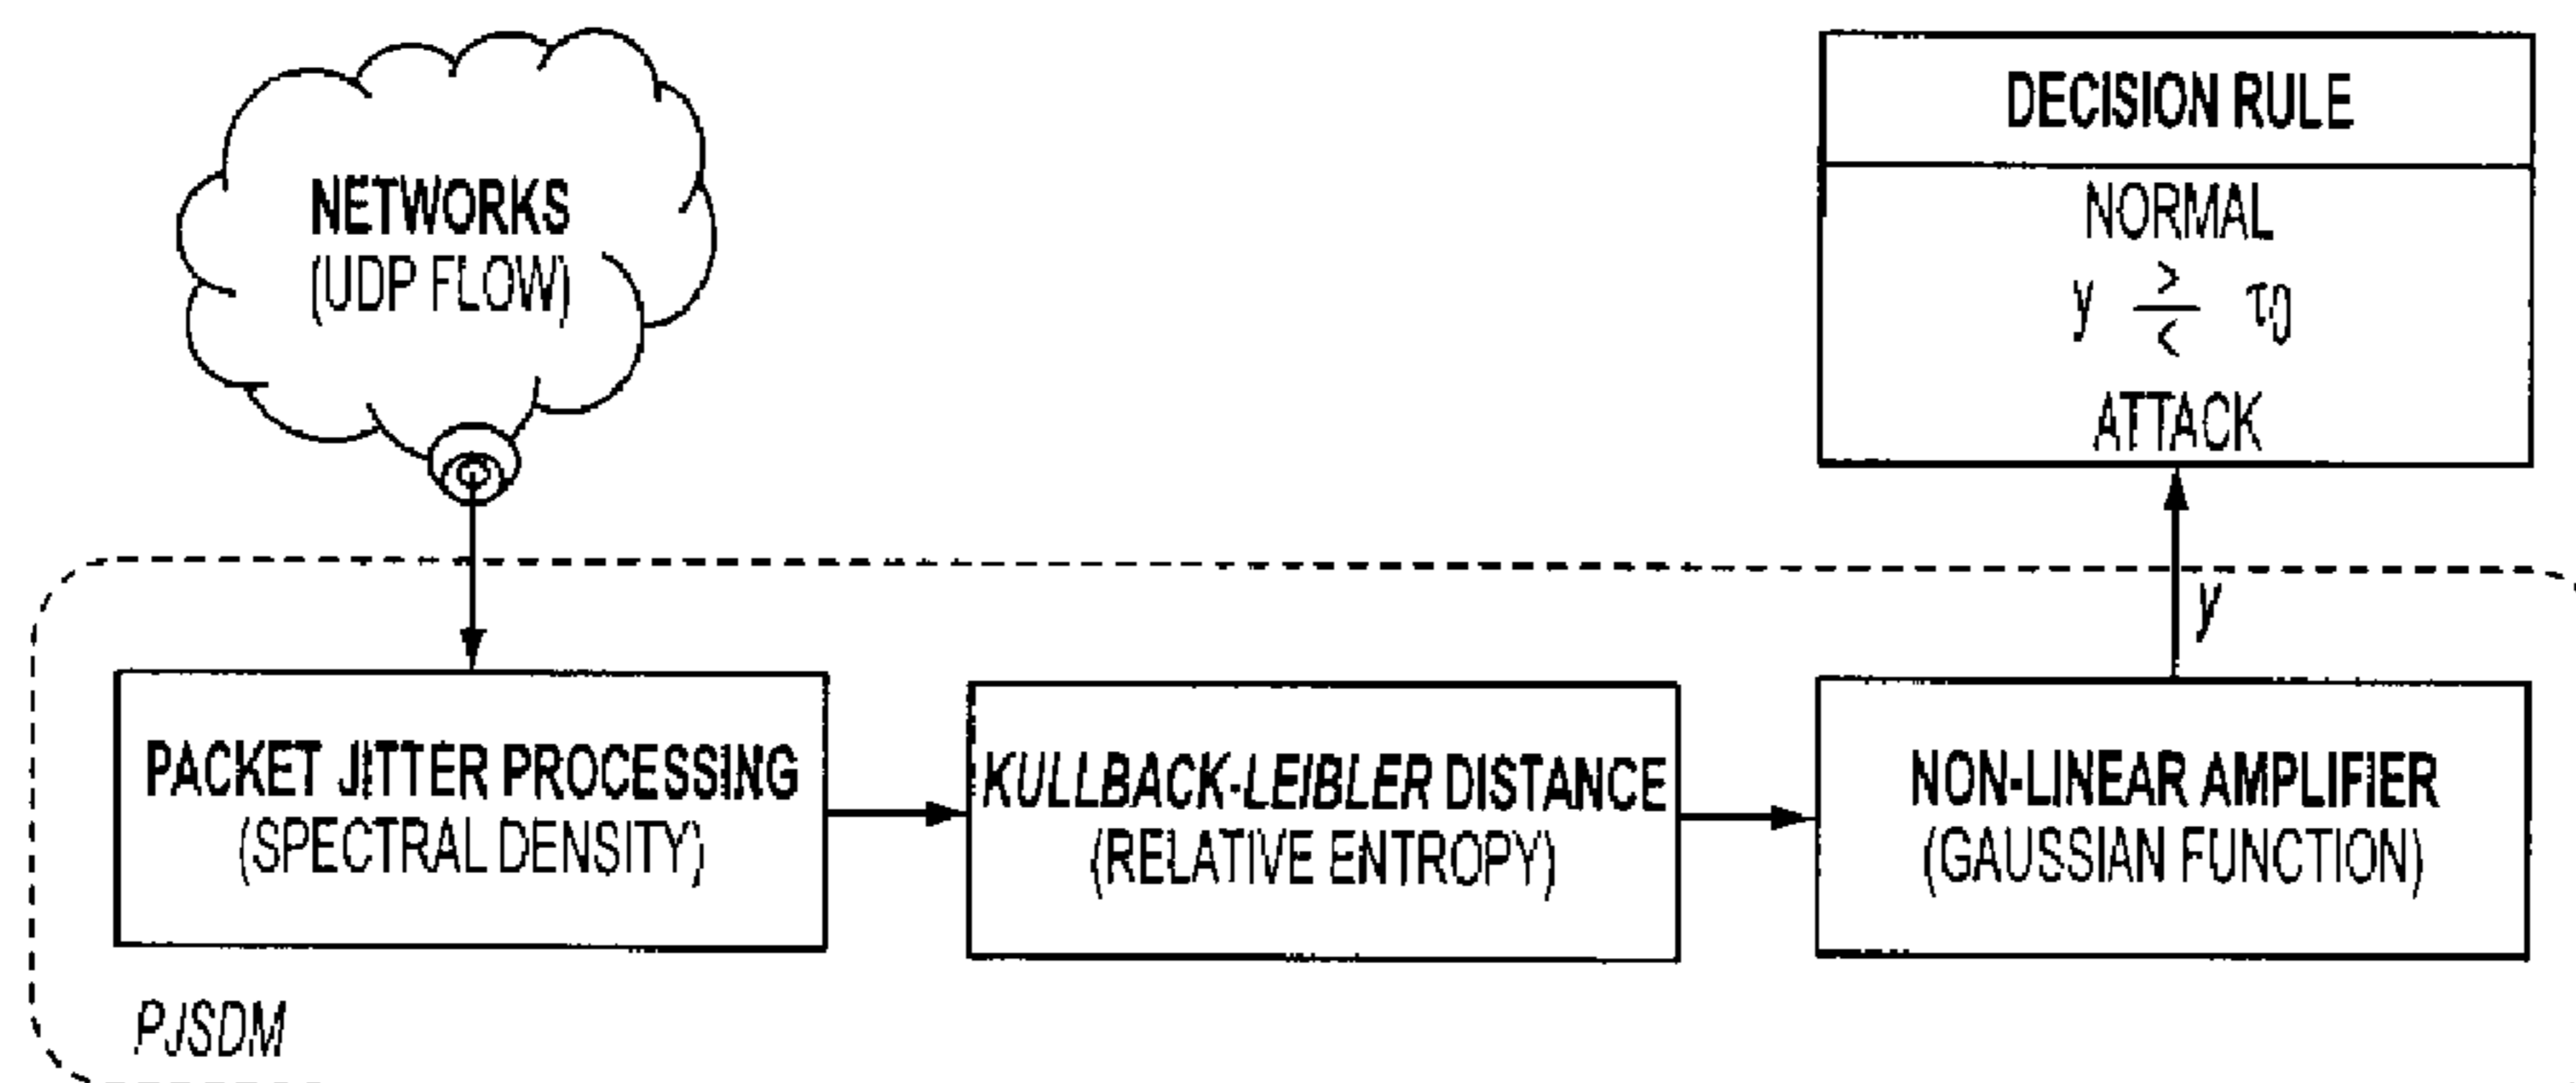 NETWORKS
(UDP FLOW)
DECISION RULE
NORMAL
y > < τ0
ATTACK
y
PACKET JITTER PROCESSING
(SPECTRAL DENSITY)
KULLBACK-LEIBLER DISTANCE
(RELATIVE ENTROPY)
NON-LINEAR AMPLIFIER
(GAUSSIAN FUNCTION)
PJSDM